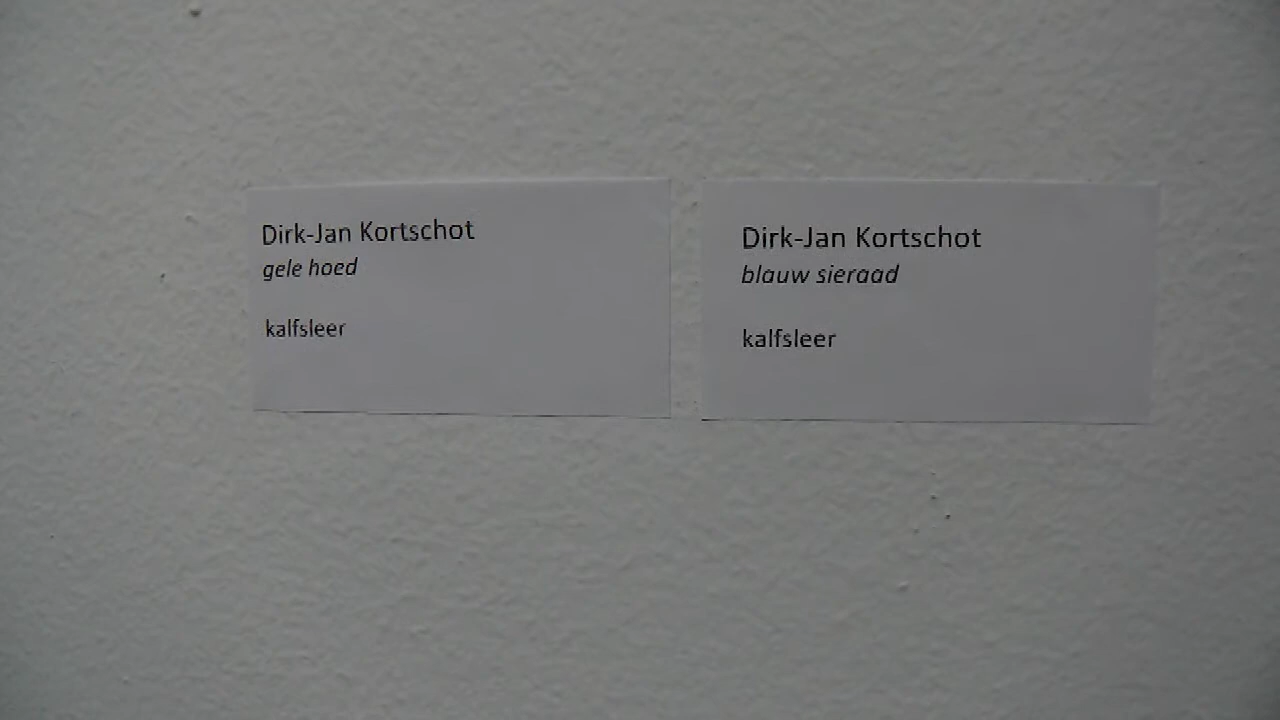 Dirk-Jan Kortschot
gele hoed
kalfsleer
Dirk-Jan Kortschot
blauw sieraad
kalfsleer